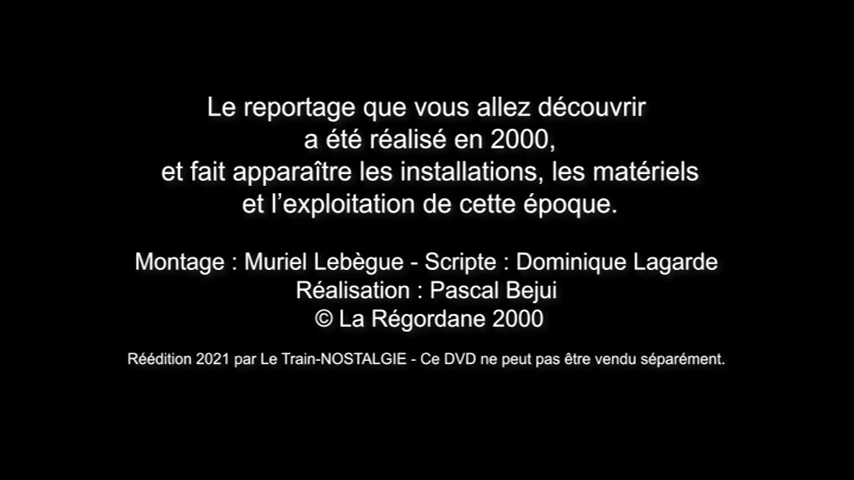 Le reportage que vous allez découvrir
a été réalisé en 2000,
et fait apparaître les installations, les matériels
et l’exploitation de cette époque.
Montage : Muriel Lebègue - Scripte : Dominique Lagarde
Réalisation : Pascal Bejui
© La Régordane 2000
Réédition 2021 par Le Train-NOSTALGIE - Ce DVD ne peut pas être vendu séparément.